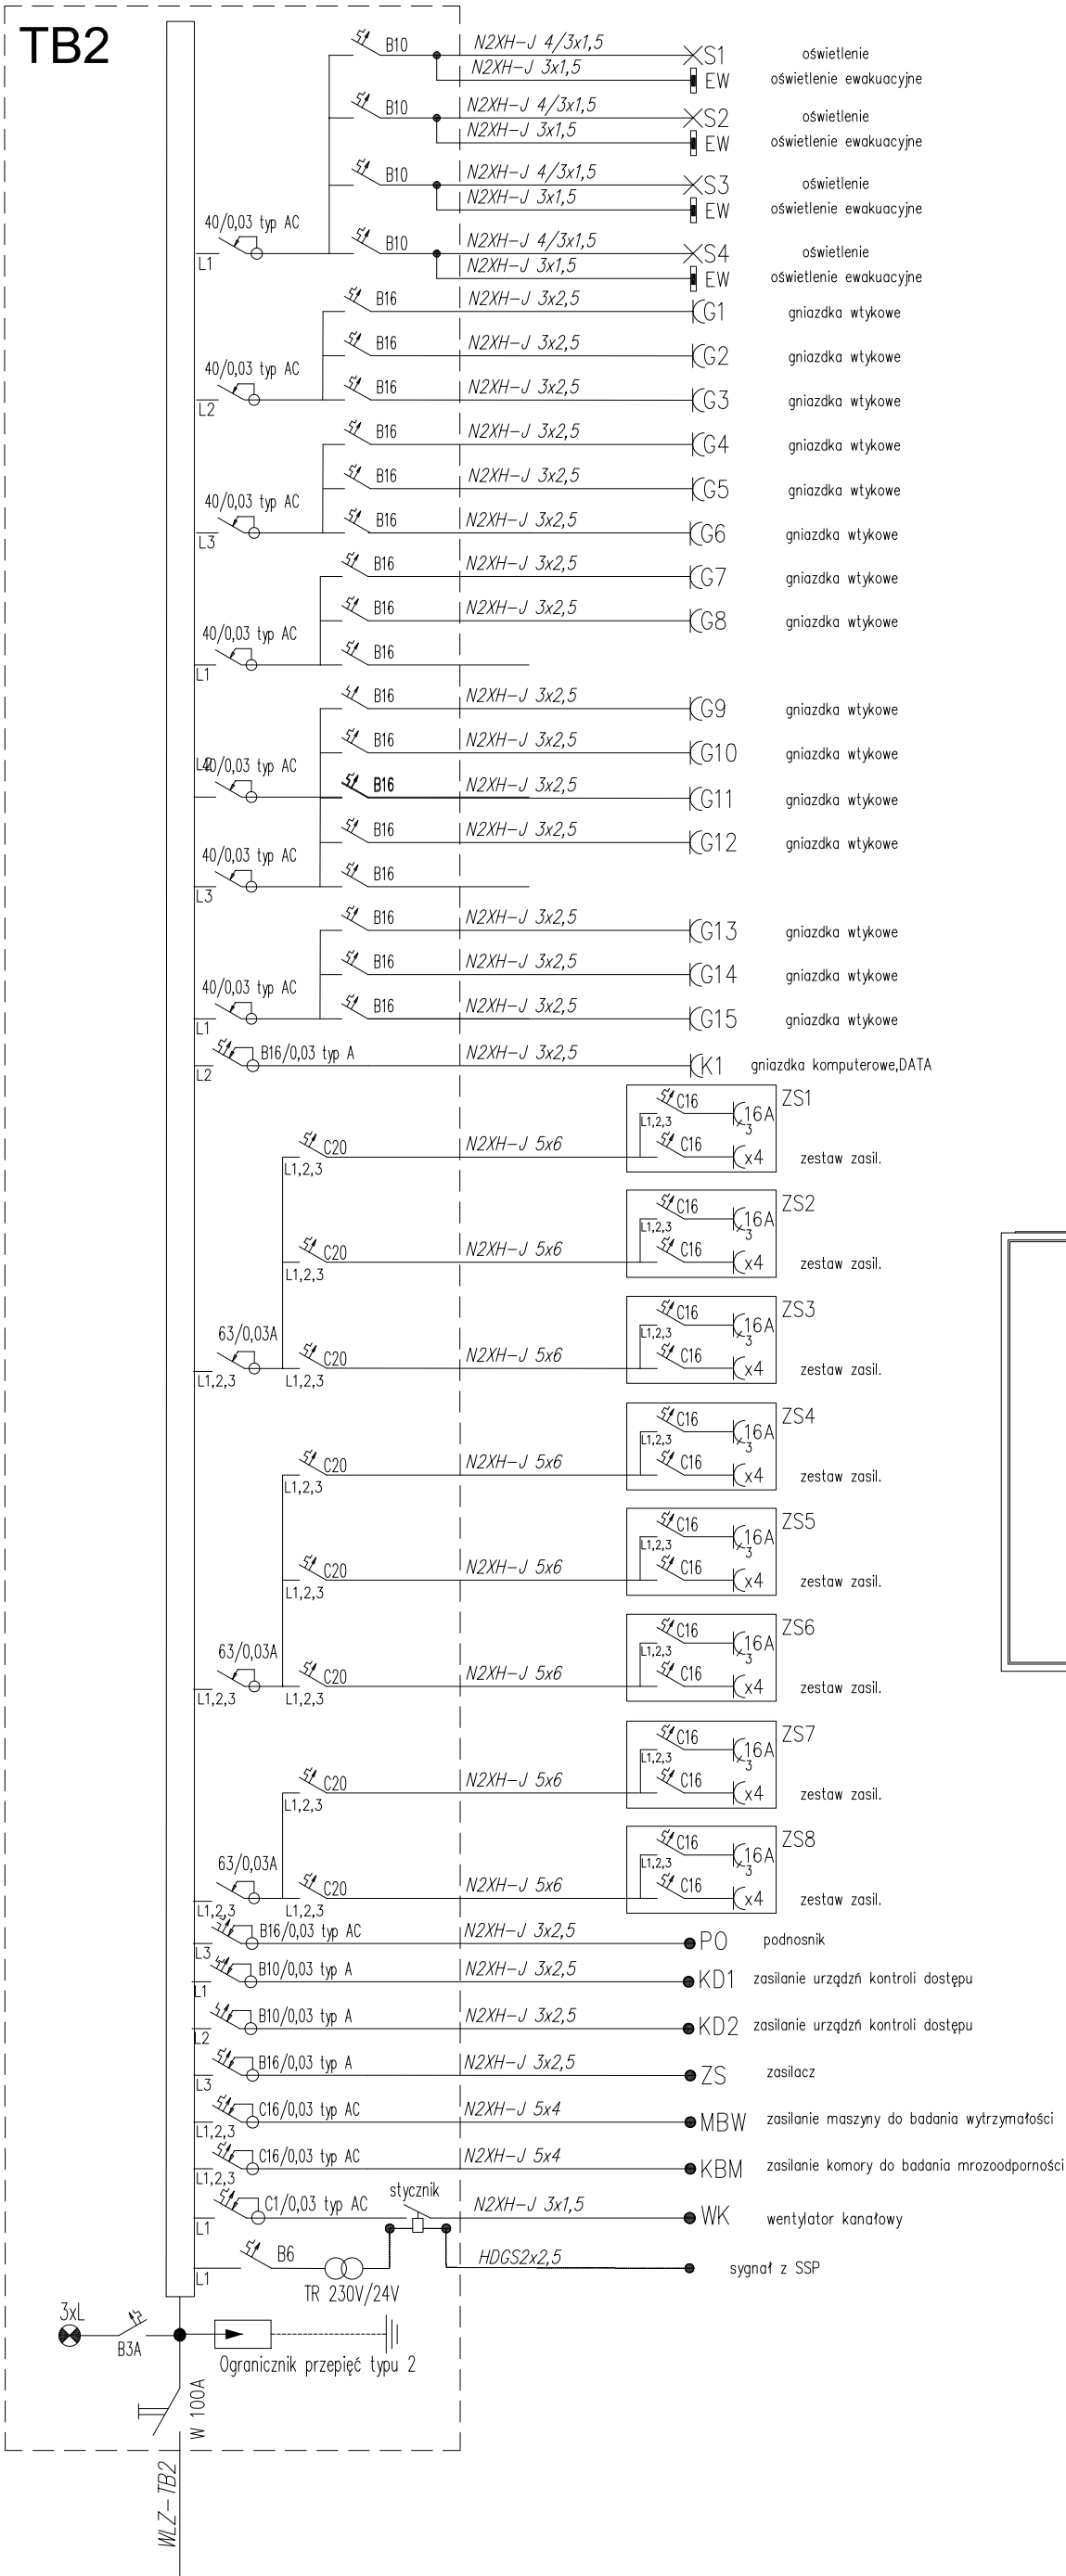 TB2
B10 N2XH-J 4/3x1,5 S1 oświetlenie
N2XH-J 3x1,5 EW oświetlenie ewakuacyjne
B10 N2XH-J 4/3x1,5 S2 oświetlenie
N2XH-J 3x1,5 EW oświetlenie ewakuacyjne
B10 N2XH-J 4/3x1,5 S3 oświetlenie
N2XH-J 3x1,5 EW oświetlenie ewakuacyjne
40/0,03 typ AC
L1 B10 N2XH-J 4/3x1,5 S4 oświetlenie
N2XH-J 3x1,5 EW oświetlenie ewakuacyjne
B16 N2XH-J 3x2,5 G1 gniazdka wtykowe
B16 N2XH-J 3x2,5 G2 gniazdka wtykowe
40/0,03 typ AC
L2 B16 N2XH-J 3x2,5 G3 gniazdka wtykowe
B16 N2XH-J 3x2,5 G4 gniazdka wtykowe
B16 N2XH-J 3x2,5 G5 gniazdka wtykowe
40/0,03 typ AC
L3 B16 N2XH-J 3x2,5 G6 gniazdka wtykowe
B16 N2XH-J 3x2,5 G7 gniazdka wtykowe
B16 N2XH-J 3x2,5 G8 gniazdka wtykowe
40/0,03 typ AC
L1 B16
B16 N2XH-J 3x2,5 G9 gniazdka wtykowe
B16 N2XH-J 3x2,5 G10 gniazdka wtykowe
L2 40/0,03 typ AC
B16 N2XH-J 3x2,5 G11 gniazdka wtykowe
B16 N2XH-J 3x2,5 G12 gniazdka wtykowe
40/0,03 typ AC
L3 B16
B16 N2XH-J 3x2,5 G13 gniazdka wtykowe
B16 N2XH-J 3x2,5 G14 gniazdka wtykowe
40/0,03 typ AC
L1 B16 N2XH-J 3x2,5 G15 gniazdka wtykowe
L2 B16/0,03 typ A N2XH-J 3x2,5 K1 gniazdka komputerowe,DATA
C16 16A ZS1
L1,2,3 3
L1,2,3 C20 N2XH-J 5x6 C16 x4 zestaw zasil.
C16 16A ZS2
L1,2,3 3
L1,2,3 C20 N2XH-J 5x6 C16 x4 zestaw zasil.
C16 16A ZS3
L1,2,3 3
63/0,03A
L1,2,3 L1,2,3 C20 N2XH-J 5x6 C16 x4 zestaw zasil.
C16 16A ZS4
L1,2,3 3
L1,2,3 C20 N2XH-J 5x6 C16 x4 zestaw zasil.
C16 16A ZS5
L1,2,3 3
L1,2,3 C20 N2XH-J 5x6 C16 x4 zestaw zasil.
C16 16A ZS6
L1,2,3 3
63/0,03A
L1,2,3 L1,2,3 C20 N2XH-J 5x6 C16 x4 zestaw zasil.
C16 16A ZS7
L1,2,3 3
L1,2,3 C20 N2XH-J 5x6 C16 x4 zestaw zasil.
C16 16A ZS8
L1,2,3 3
63/0,03A
L1,2,3 L1,2,3 C20 N2XH-J 5x6 C16 x4 zestaw zasil.
L3 B16/0,03 typ AC N2XH-J 3x2,5 PO podnosnik
L1 B10/0,03 typ A N2XH-J 3x2,5 KD1 zasilanie urządzń kontroli dostępu
L2 B10/0,03 typ A N2XH-J 3x2,5 KD2 zasilanie urządzń kontroli dostępu
L3 B16/0,03 typ A N2XH-J 3x2,5 ZS zasilacz
L1,2,3 C16/0,03 typ AC N2XH-J 5x4 MBW zasilanie maszyny do badania wytrzymałości
L1,2,3 C16/0,03 typ AC N2XH-J 5x4 KBM zasilanie komory do badania mrozoodporności
stycznik
L1 C1/0,03 typ AC N2XH-J 3x1,5 WK wentylator kanałowy
L1 B6 HDGS2x2,5 sygnał z SSP
TR 230V/24V
3xL
B3A
Ogranicznik przepięć typu 2
W 100A
WLZ-TB2